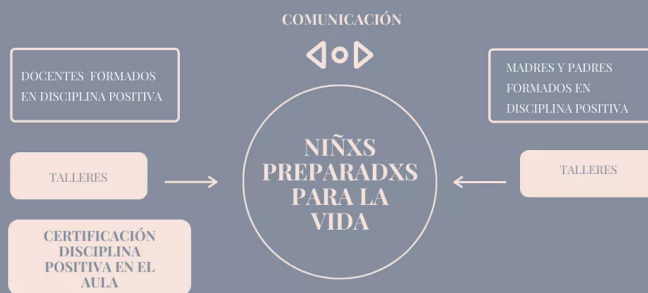 COMUNICACIÓN
DOCENTES FORMADOS
EN DISCIPLINA POSITIVA
MADRES Y PADRES
FORMADOS EN
DISCIPLINA POSITIVA
NIÑXS
PREPARADXS
PARA LA
VIDA
TALLERES
TALLERES
CERTIFICACIÓN
DISCIPLINA
POSITIVA EN EL
AULA